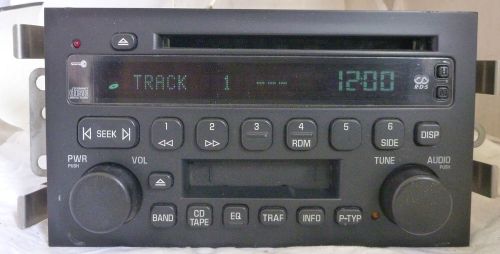 TRACK 1 --- 12:00
RDS
SEEK
1 2 3 4 5 6
RDM SIDE DISP
PWR VOL TUNE AUDIO
PUSH PUSH
BAND CD TAPE EQ TRAF INFO P-TYP